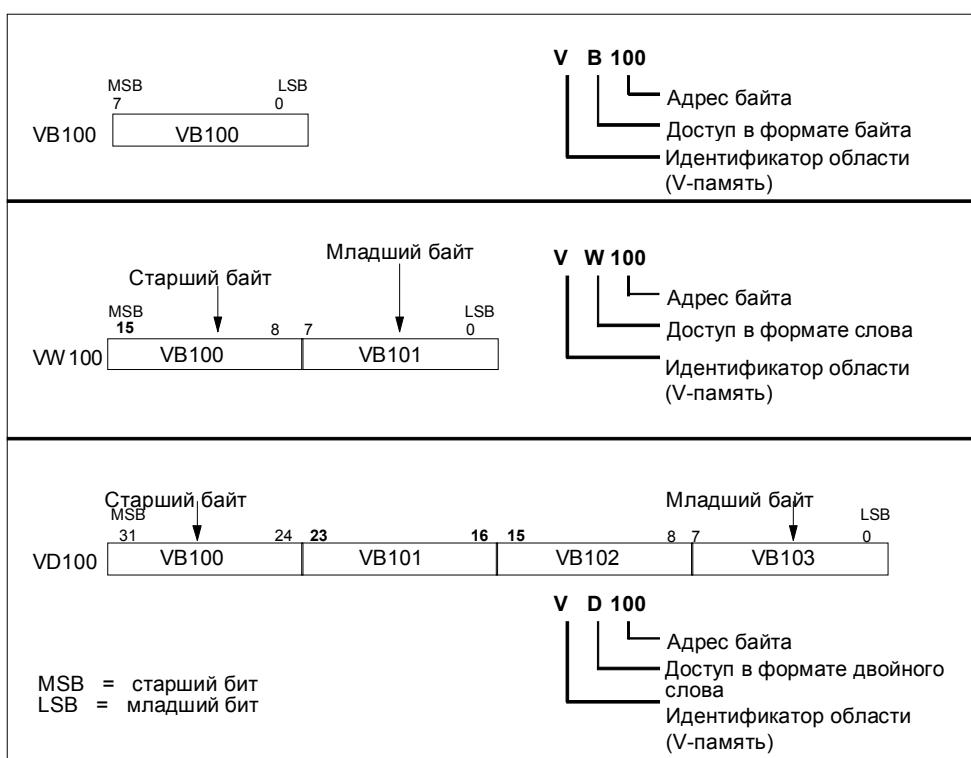 V B 100
MSB LSB
7 0
VB100 VB100
Адрес байта
Доступ в формате байта
Идентификатор области
(V-память)
Старший байт Младший байт
V W 100
MSB LSB
15 8 7 0
VW 100 VB100 VB101
Адрес байта
Доступ в формате слова
Идентификатор области
(V-память)
Старший байт Младший байт
MSB LSB
31 24 23 16 15 8 7 0
VD100 VB100 VB101 VB102 VB103
V D 100
Адрес байта
Доступ в формате двойного
слова
Идентификатор области
(V-память)
MSB = старший бит
LSB = младший бит